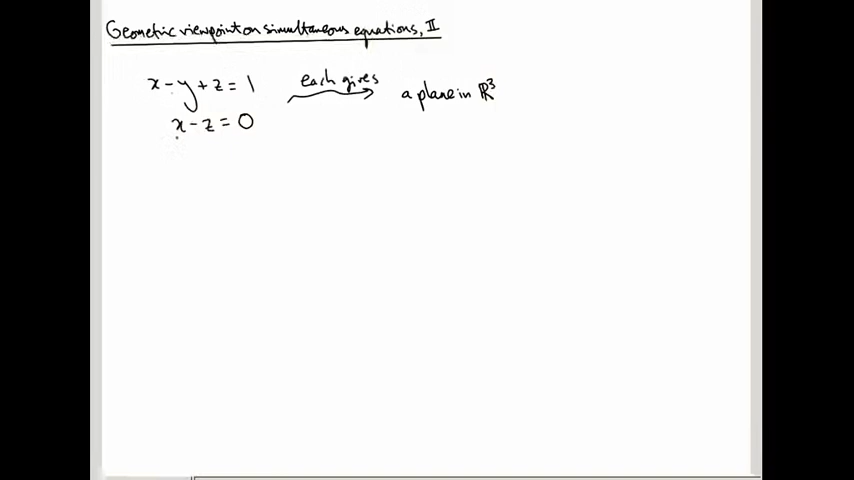 Geometric viewpoint on simultaneous equations, II
x - y + z = 1 each gives a plane in ℝ³
x - z = 0